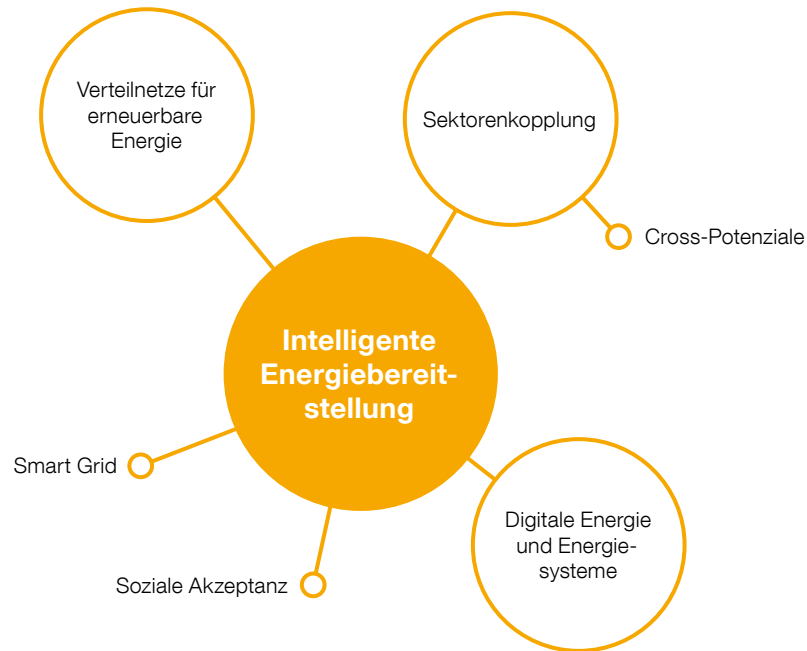 Verteilnetze für
erneuerbare
Energie
Sektorenkopplung
Cross-Potenziale
Intelligente
Energiebereit-
stellung
Smart Grid
Digitale Energie
und Energie-
systeme
Soziale Akzeptanz